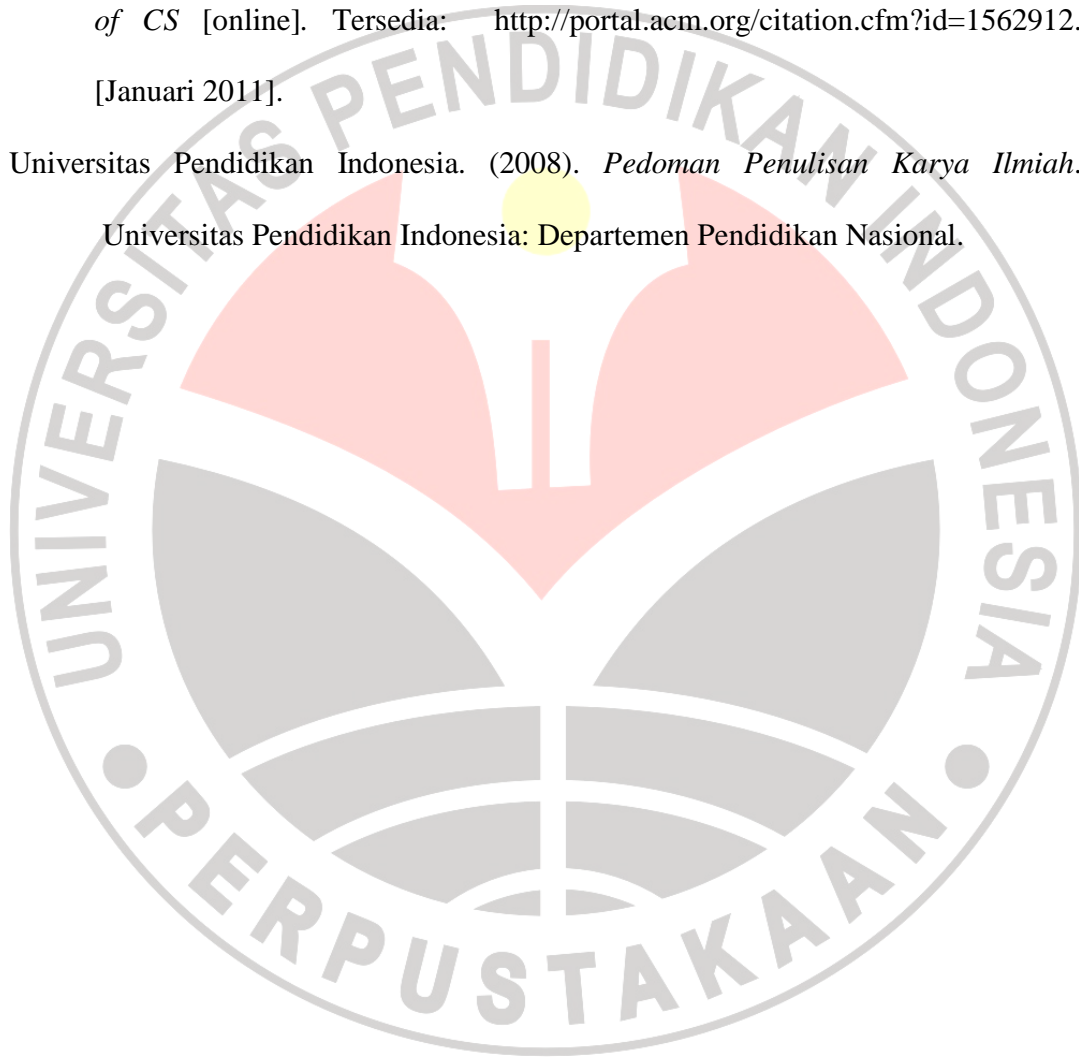 of CS [online]. Tersedia: http://portal.acm.org/citation.cfm?id=1562912.
[Januari 2011].
Universitas Pendidikan Indonesia. (2008). Pedoman Penulisan Karya Ilmiah.
Universitas Pendidikan Indonesia: Departemen Pendidikan Nasional.
UNIVERSITAS PENDIDIKAN INDONESIA
PERPUSTAKAAN